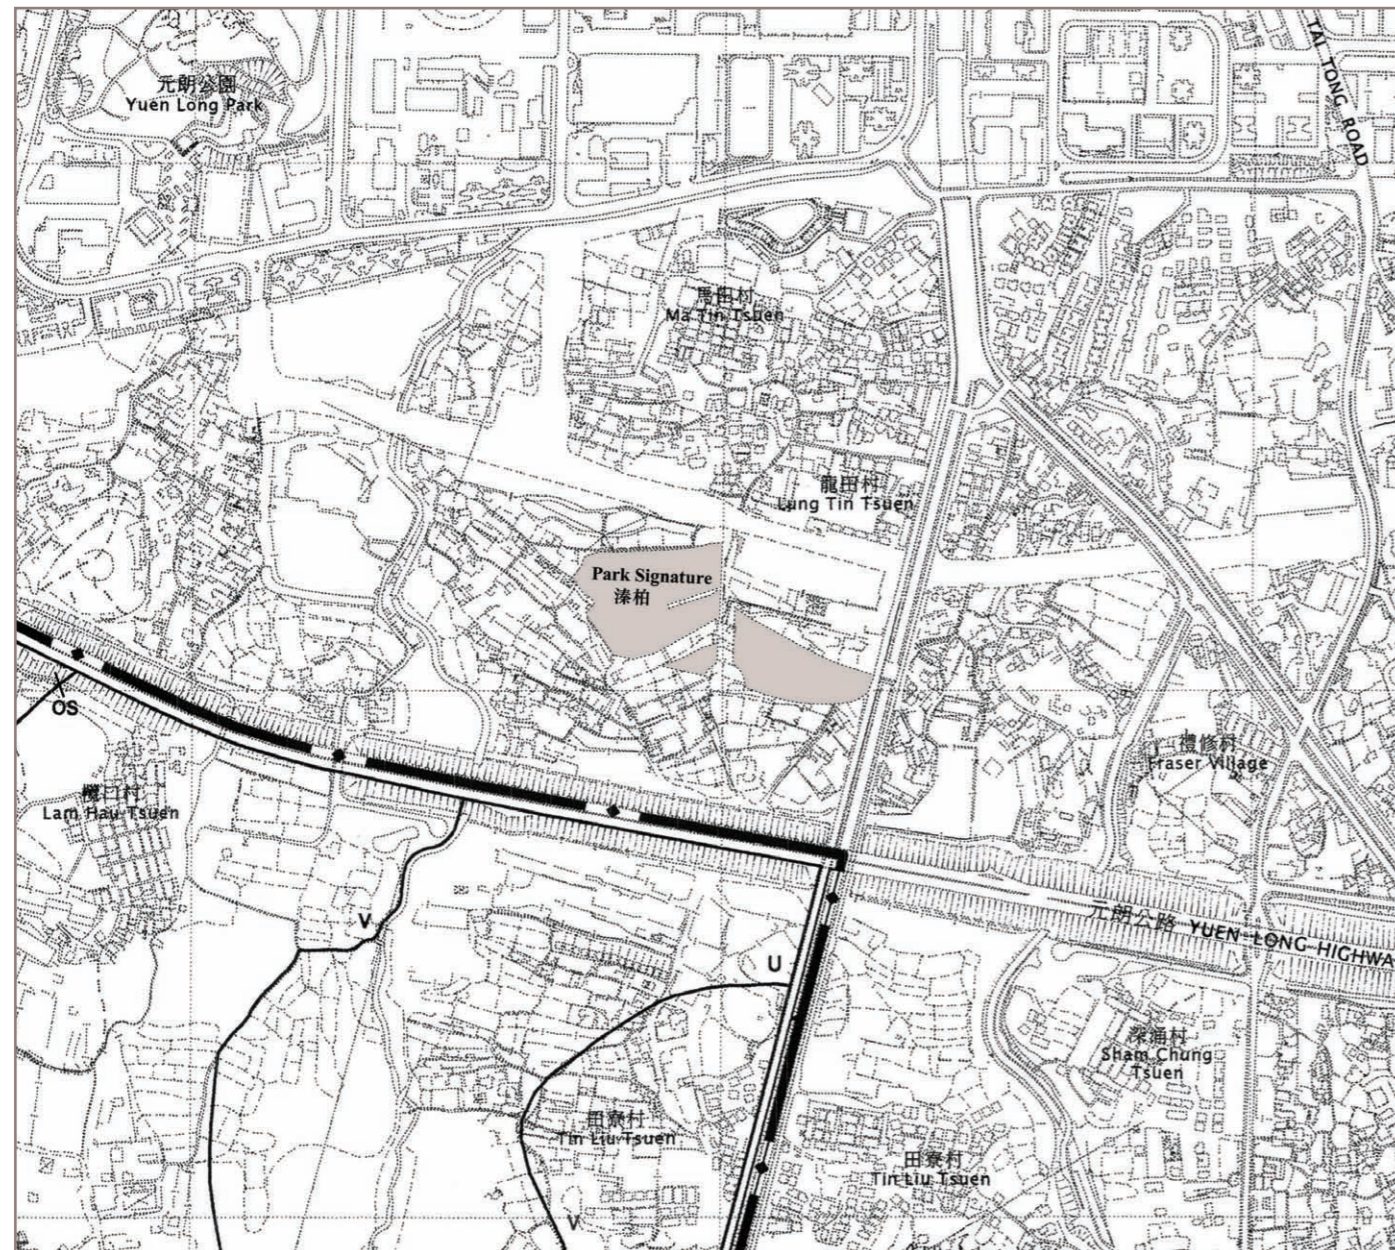 元朗公園
Yuen Long Park
TAI TONG ROAD
馬田村
Ma Tin Tsuen
龍田村
Lung Tin Tsuen
Park Signature
溱柏
OS
欖口村
Lam Hau Tsuen
禮修村
Fraser Village
V
元朗公路 YUEN LONG HIGHWA
U
深涌村
Sham Chung
Tsuen
田寮村
Tin Liu Tsuen
田寮村
Tin Liu Tsuen
V